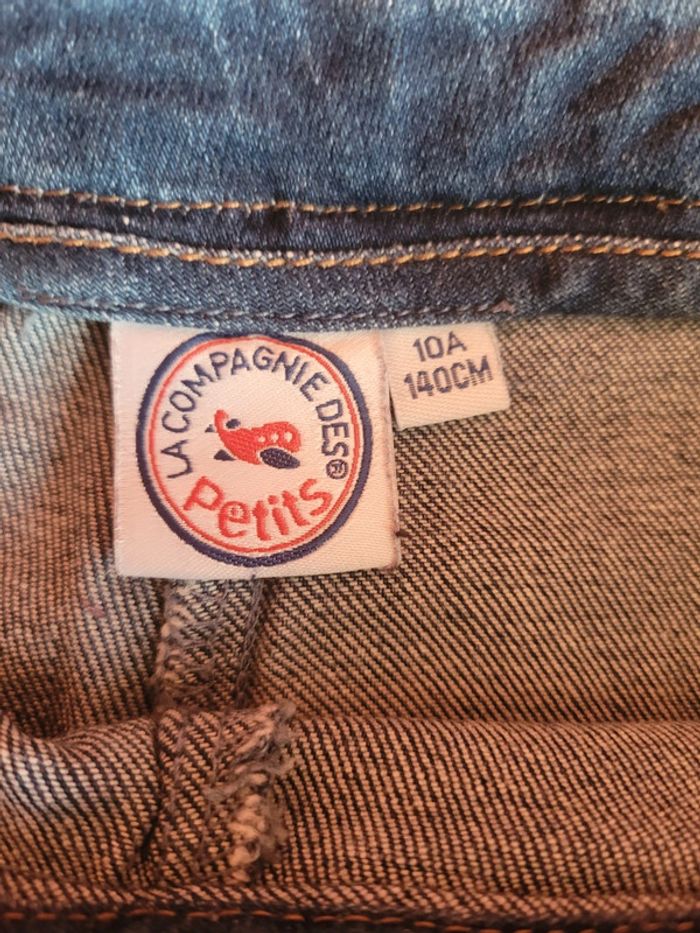 LA COMPAGNIE DES®
Petits
10A
140CM